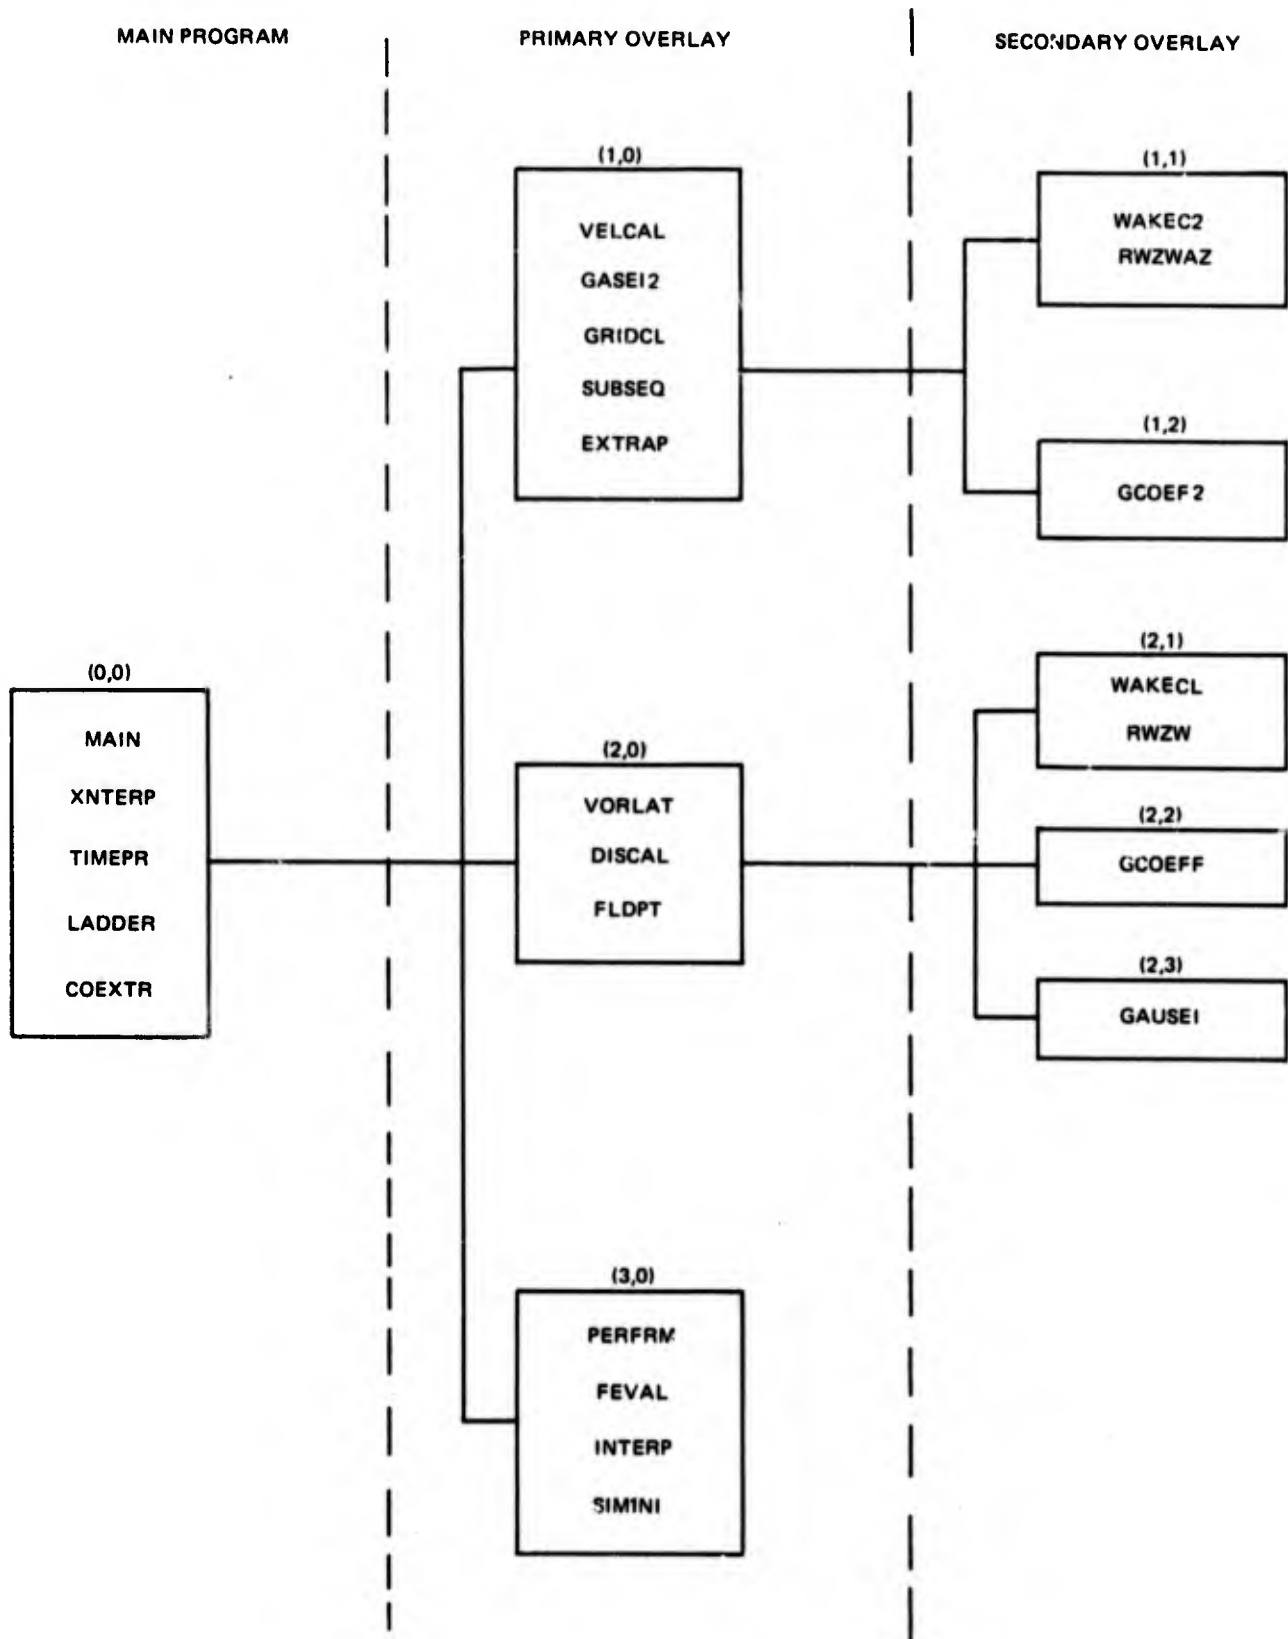 MAIN PROGRAM
PRIMARY OVERLAY
SECONDARY OVERLAY
(0,0)
MAIN
XNTERP
TIMEPR
LADDER
COEXTR
(1,0)
VELCAL
GASEI2
GRIDCL
SUBSEQ
EXTRAP
(2,0)
VORLAT
DISCAL
FLDPT
(3,0)
PERFRM
FEVAL
INTERP
SIM1NI
(1,1)
WAKEC2
RWZWAZ
(1,2)
GCOEF2
(2,1)
WAKECL
RWZW
(2,2)
GCOEFF
(2,3)
GAUSEI